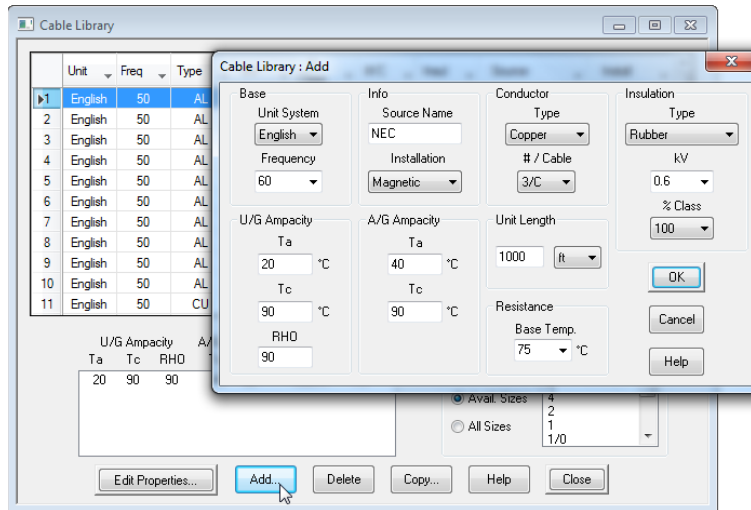 Cable Library
Unit Freq Type
1 English 50 AL
2 English 50 AL
3 English 50 AL
4 English 50 AL
5 English 50 AL
6 English 50 AL
7 English 50 AL
8 English 50 AL
9 English 50 AL
10 English 50 AL
11 English 50 CU
Cable Library : Add
Base
Unit System
English
Frequency
60
Info
Source Name
NEC
Installation
Magnetic
Conductor
Type
Copper
# / Cable
3/C
Insulation
Type
Rubber
kV
0.6
% Class
100
U/G Ampacity
Ta
20 °C
Tc
90 °C
RHO
90
A/G Ampacity
Ta
40 °C
Tc
90 °C
Unit Length
1000 ft
Resistance
Base Temp.
75 °C
OK
Cancel
Help
U/G Ampacity A/
Ta Tc RHO
20 90 90
Avail. Sizes
All Sizes
4
2
1
1/0
Edit Properties...
Add...
Delete
Copy...
Help
Close